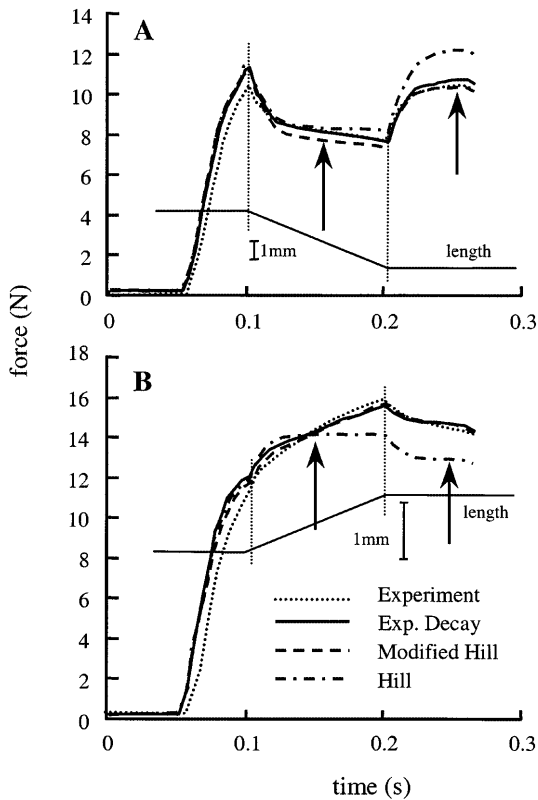 A
14
12
10
8
6
4
2
0
1mm
length
0
0.1
0.2
0.3
force (N)
B
18
16
14
12
10
8
6
4
2
0
length
1mm
Experiment
Exp. Decay
Modified Hill
Hill
0
0.1
0.2
0.3
time (s)